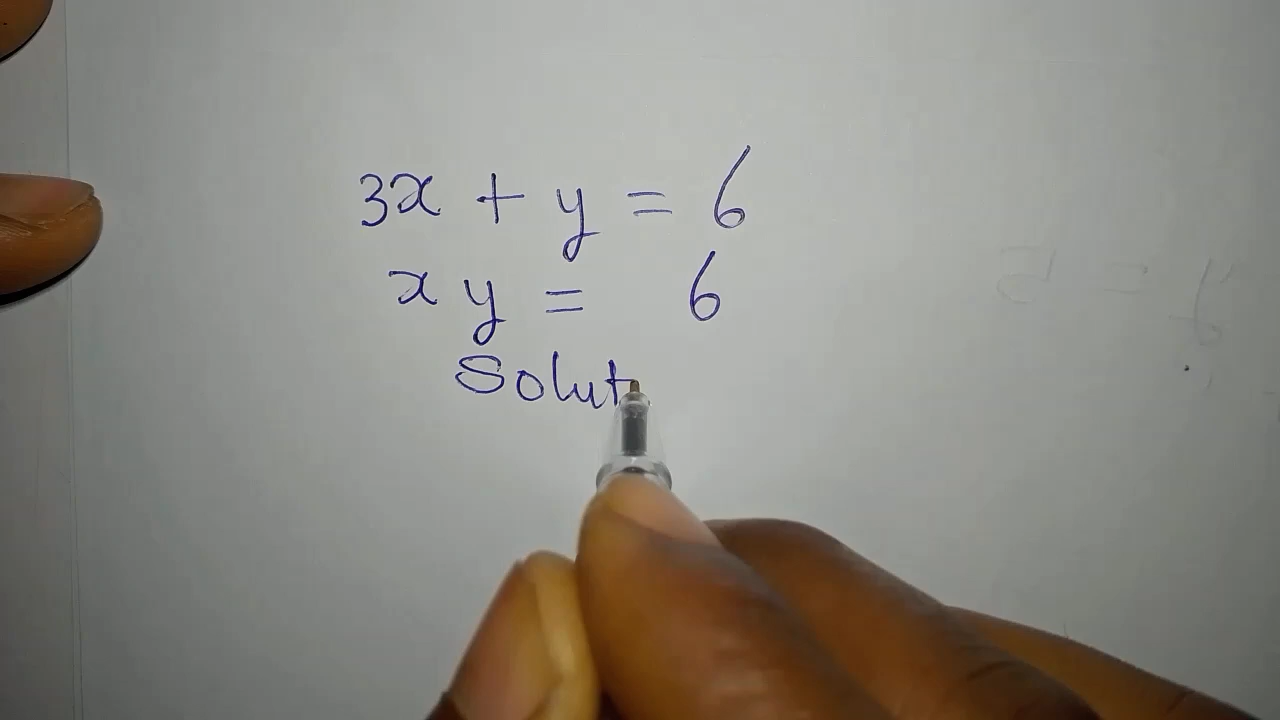 3x + y = 6
xy = 6
Solut